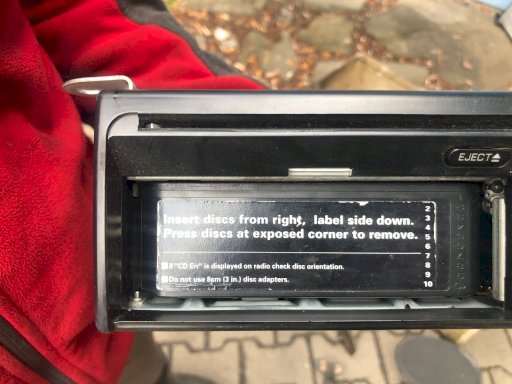 EJECT
Insert discs from right, label side down.
Press discs at exposed corner to remove.
If "CD Err" is displayed on radio check disc orientation.
Do not use 8cm (3 in.) disc adapters.
2
3
4
5
6
7
8
9
10